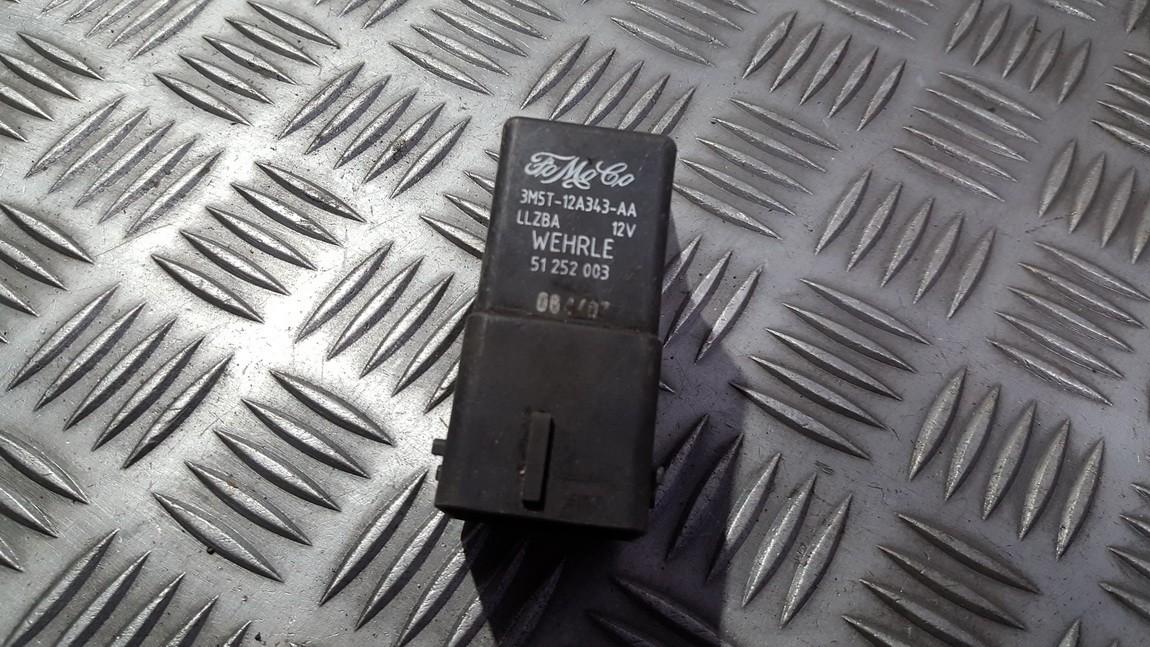 FoMoCo
3M5T-12A343-AA
LLZBA 12V
WEHRLE
51 252 003